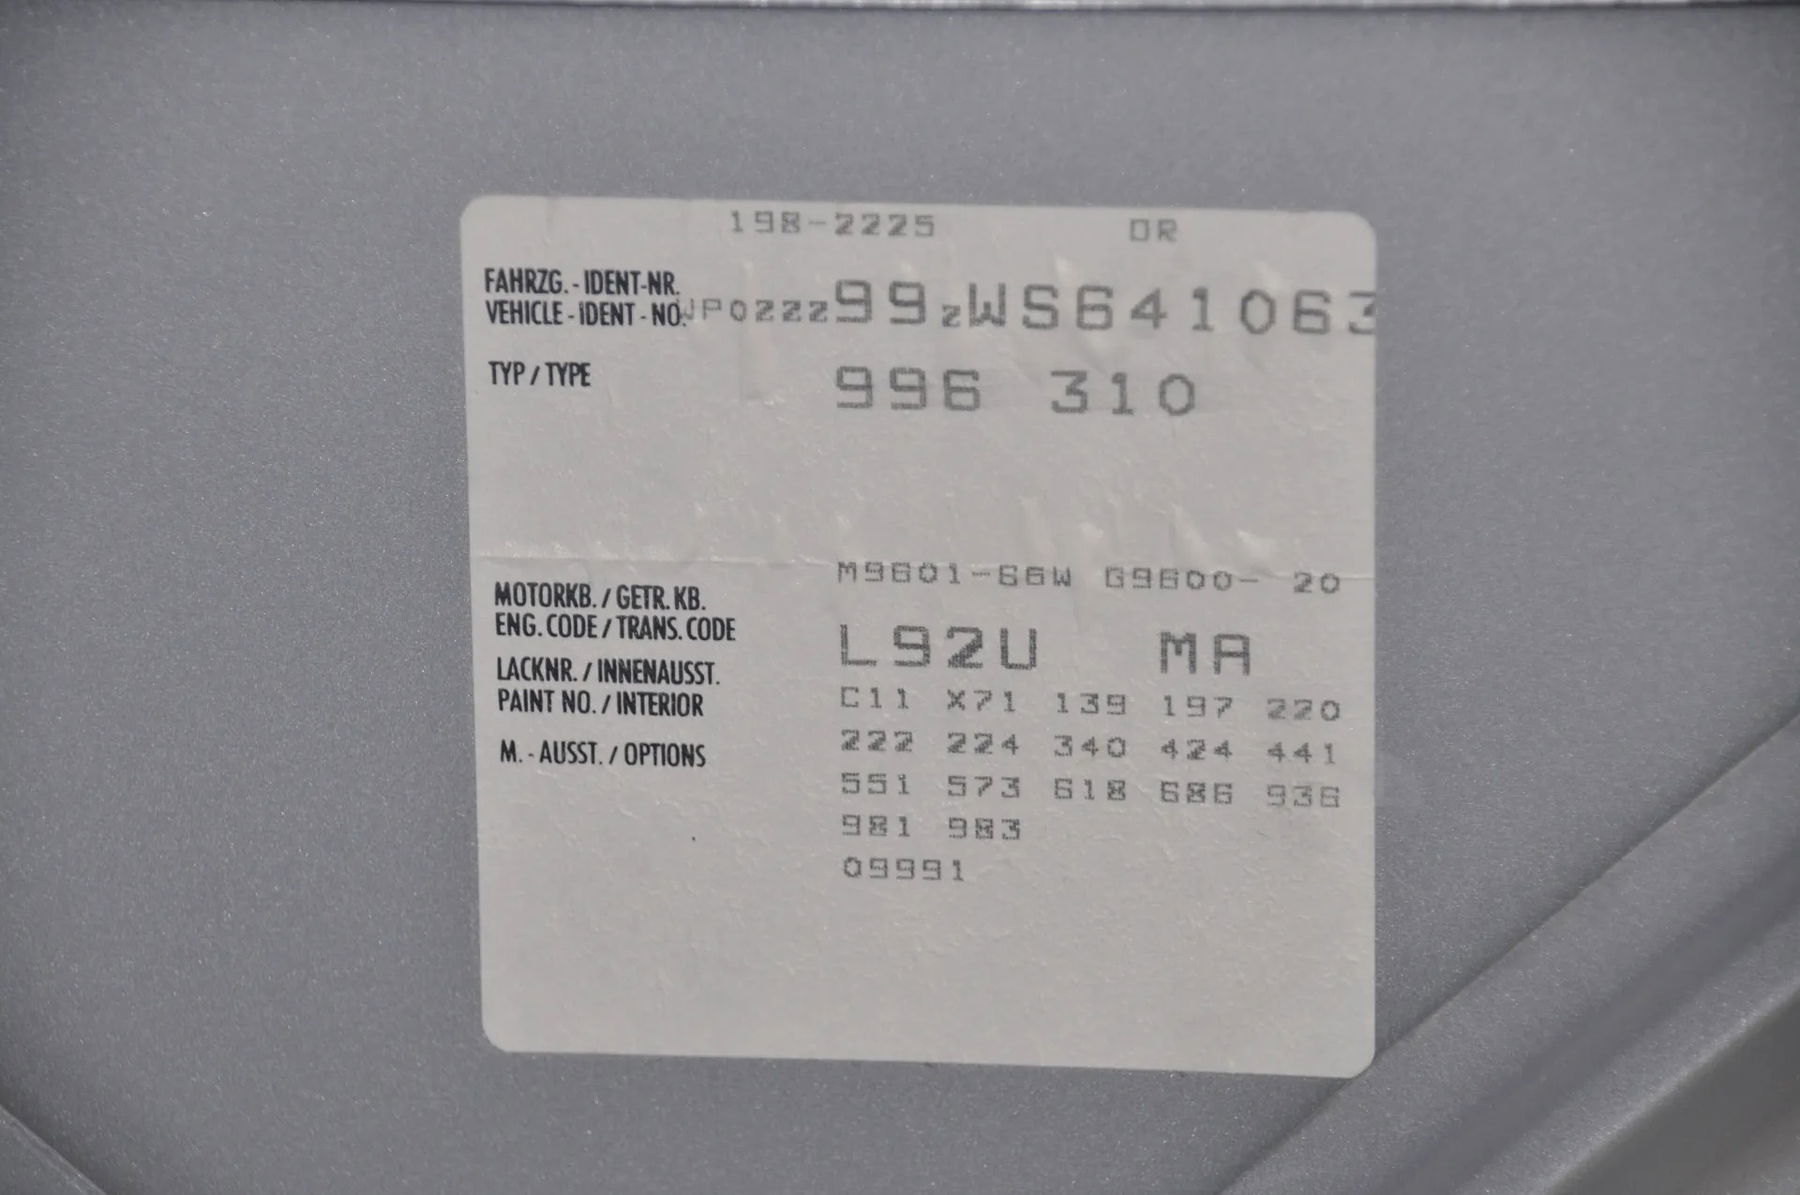 198-2225 OR
FAHRZG.-IDENT-NR.
VEHICLE-IDENT-NO. WP0ZZZ99ZWS641063
TYP/TYPE 996 310
M9601-66W G9600- 20
MOTORKB./GETR.KB.
ENG.CODE/TRANS.CODE L92U MA
LACKNR./INNENAUSST.
PAINT NO./INTERIOR C11 X71 139 197 220
M.-AUSST./OPTIONS 222 224 340 424 441
551 573 618 686 936
981 983
09991